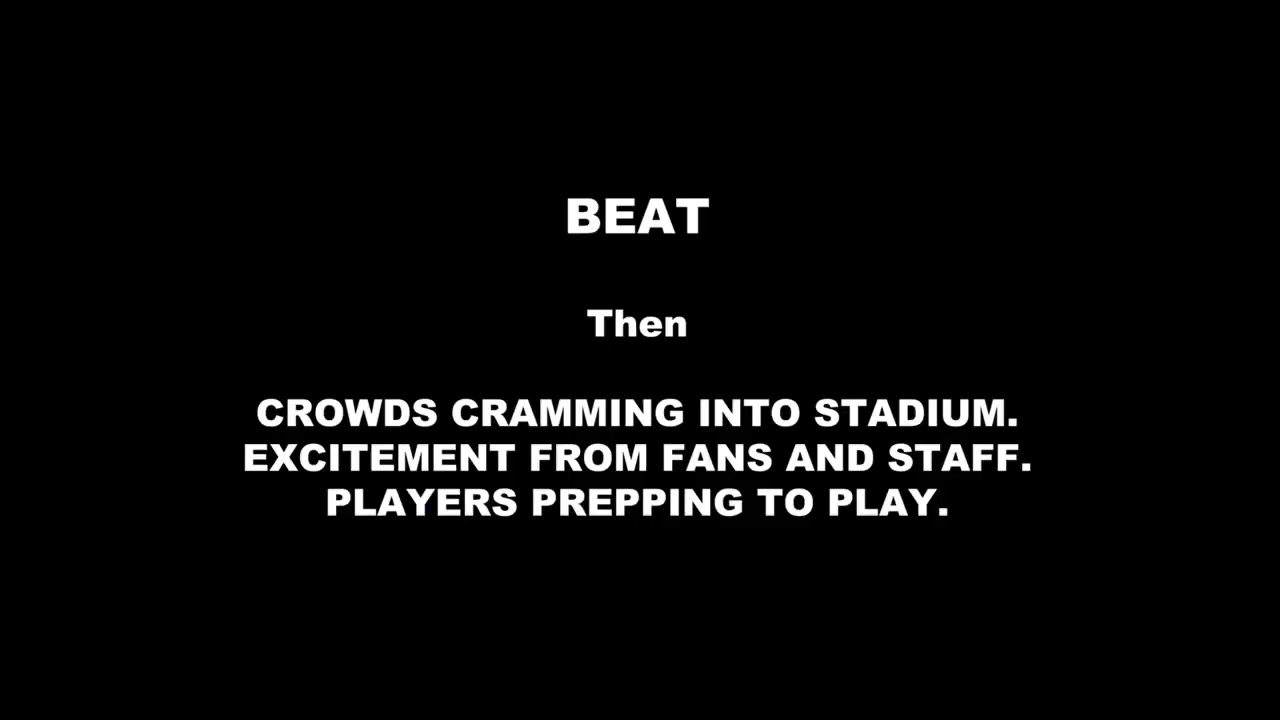 BEAT
Then
CROWDS CRAMMING INTO STADIUM.
EXCITEMENT FROM FANS AND STAFF.
PLAYERS PREPPING TO PLAY.